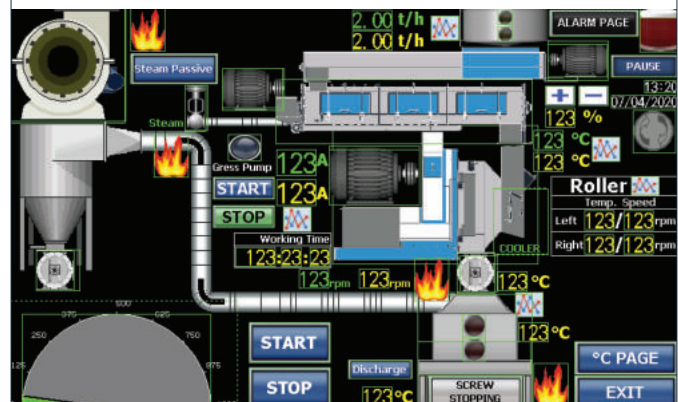 2.00 t/h
2.00 t/h
ALARM PAGE
Steam Passive
PAUSE
13:20
07/04/2020
+ −
123 %
Steam
123 °C
123 °C
Gress Pump
123A
START
123A
STOP
Roller
Temp. Speed
Left 123/123rpm
Right 123/123rpm
Working Time
123:23:23
COOLER
123rpm 123rpm
123 °C
500
375 625
250 750
125 875
START
123 °C
°C PAGE
Discharge
STOP
SCREW
STOPPING
EXIT
123°C